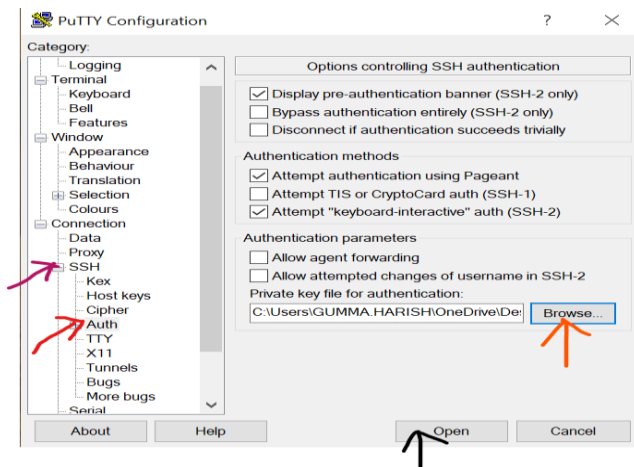 PuTTY Configuration
?
Category:
Logging
Terminal
Keyboard
Bell
Features
Window
Appearance
Behaviour
Translation
Selection
Colours
Connection
Data
Proxy
SSH
Kex
Host keys
Cipher
Auth
TTY
X11
Tunnels
Bugs
More bugs
Serial
Options controlling SSH authentication
Display pre-authentication banner (SSH-2 only)
Bypass authentication entirely (SSH-2 only)
Disconnect if authentication succeeds trivially
Authentication methods
Attempt authentication using Pageant
Attempt TIS or CryptoCard auth (SSH-1)
Attempt "keyboard-interactive" auth (SSH-2)
Authentication parameters
Allow agent forwarding
Allow attempted changes of username in SSH-2
Private key file for authentication:
C:\Users\GUMMA.HARISH\OneDrive\De:
Browse...
About
Help
Open
Cancel